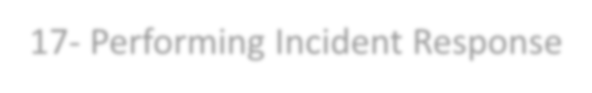 17- Performing Incident Response